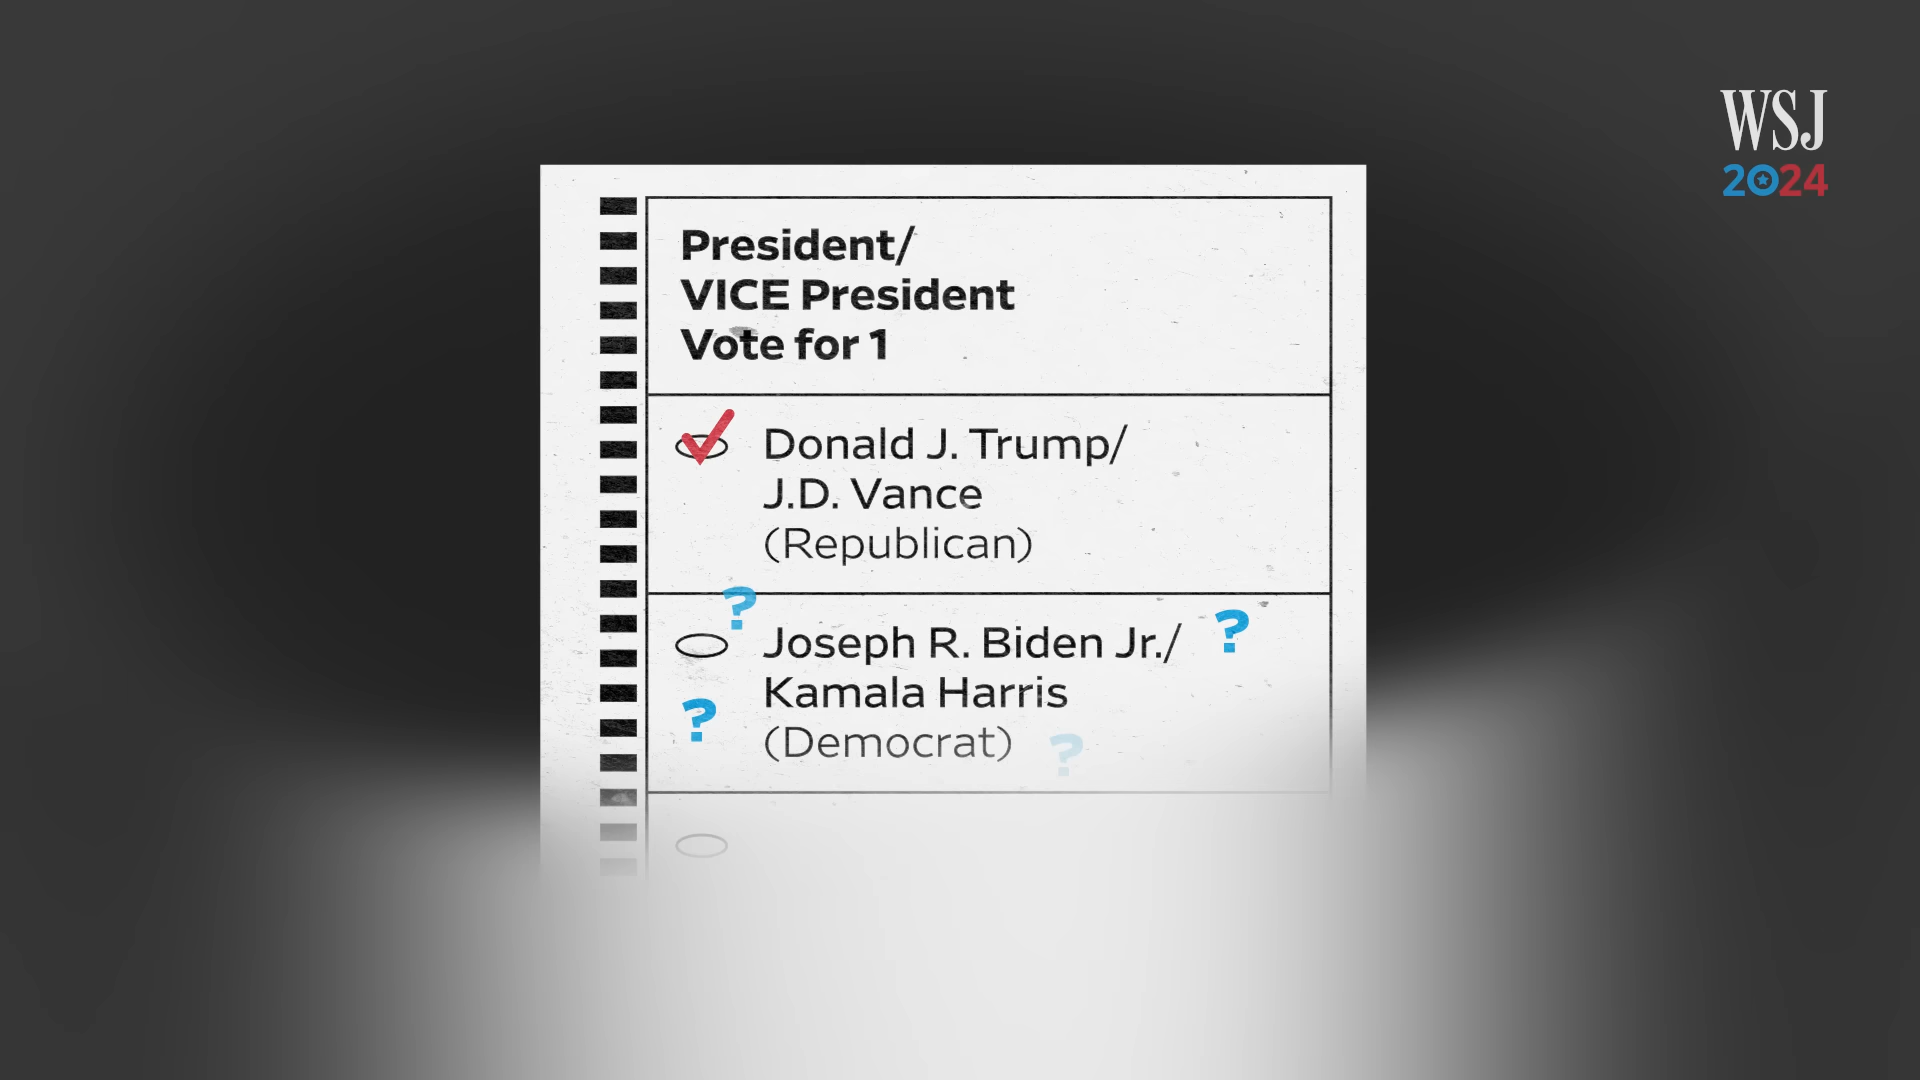 WSJ
2024
President/
VICE President
Vote for 1
Donald J. Trump/
J.D. Vance
(Republican)
?
Joseph R. Biden Jr./ ?
Kamala Harris
?
(Democrat) ?